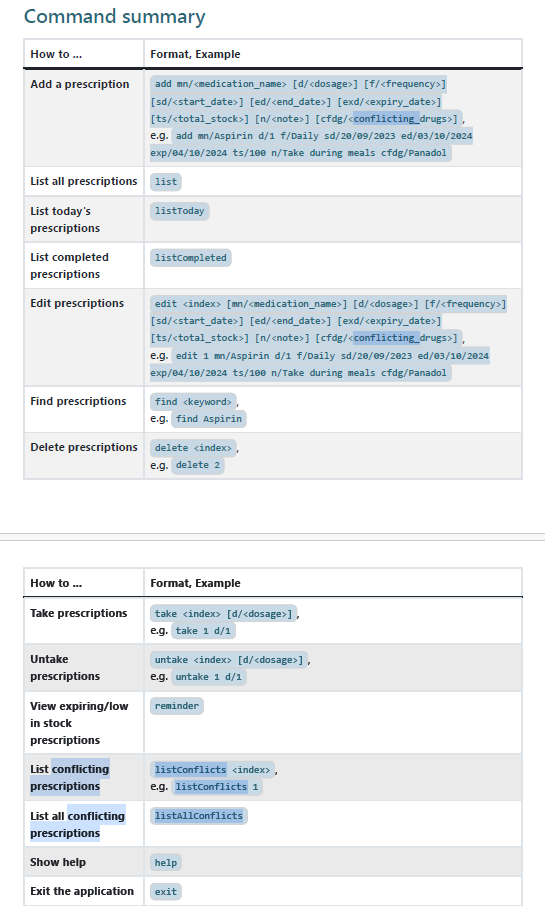 Command summary
How to ... Format, Example
Add a prescription add mn/<medication_name> [d/<dosage>] [f/<frequency>]
[sd/<start_date>] [ed/<end_date>] [exd/<expiry_date>]
[ts/<total_stock>] [n/<note>] [cfdg/<conflicting_drugs>] ,
e.g. add mn/Aspirin d/1 f/Daily sd/20/09/2023 ed/03/10/2024
exp/04/10/2024 ts/100 n/Take during meals cfdg/Panadol
List all prescriptions list
List today's listToday
prescriptions
List completed listCompleted
prescriptions
Edit prescriptions edit <index> [mn/<medication_name>] [d/<dosage>] [f/<frequency>]
[sd/<start_date>] [ed/<end_date>] [exd/<expiry_date>]
[ts/<total_stock>] [n/<note>] [cfdg/<conflicting_drugs>] ,
e.g. edit 1 mn/Aspirin d/1 f/Daily sd/20/09/2023 ed/03/10/2024
exp/04/10/2024 ts/100 n/Take during meals cfdg/Panadol
Find prescriptions find <keyword> ,
e.g. find Aspirin
Delete prescriptions delete <index> ,
e.g. delete 2
How to ... Format, Example
Take prescriptions take <index> [d/<dosage>] ,
e.g. take 1 d/1
Untake untake <index> [d/<dosage>] ,
prescriptions e.g. untake 1 d/1
View expiring/low reminder
in stock
prescriptions
List conflicting listConflicts <index> ,
prescriptions e.g. listConflicts 1
List all conflicting listAllConflicts
prescriptions
Show help help
Exit the application exit